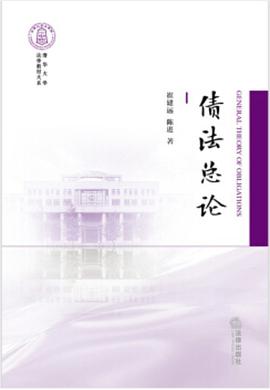 清华大学
法学教材大系
崔建远 陈进 著
债法总论
GENERAL THEORY OF OBLIGATIONS
法律出版社